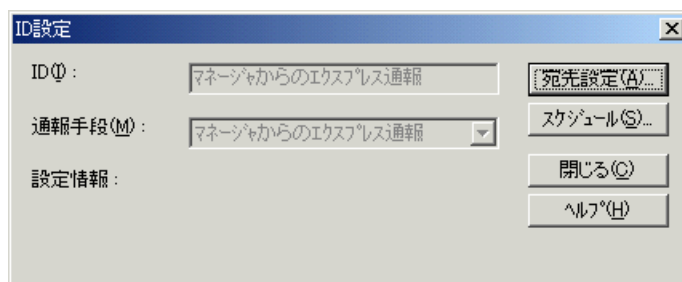 ID設定
ID(I)： ﾏﾈｰｼﾞｬからのｴｸｽﾌﾟﾚｽ通報
通報手段(M)： ﾏﾈｰｼﾞｬからのｴｸｽﾌﾟﾚｽ通報
設定情報：
宛先設定(A)...
ｽｹｼﾞｭｰﾙ(S)...
閉じる(C)
ﾍﾙﾌﾟ(H)